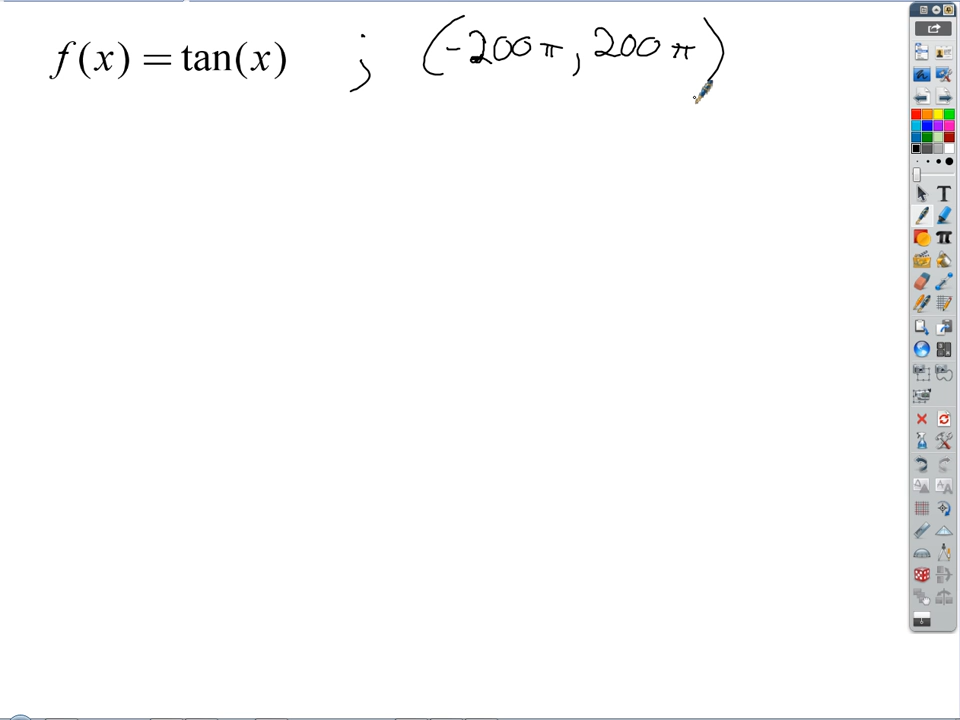 f(x) = tan(x) ; (-200π, 200π)